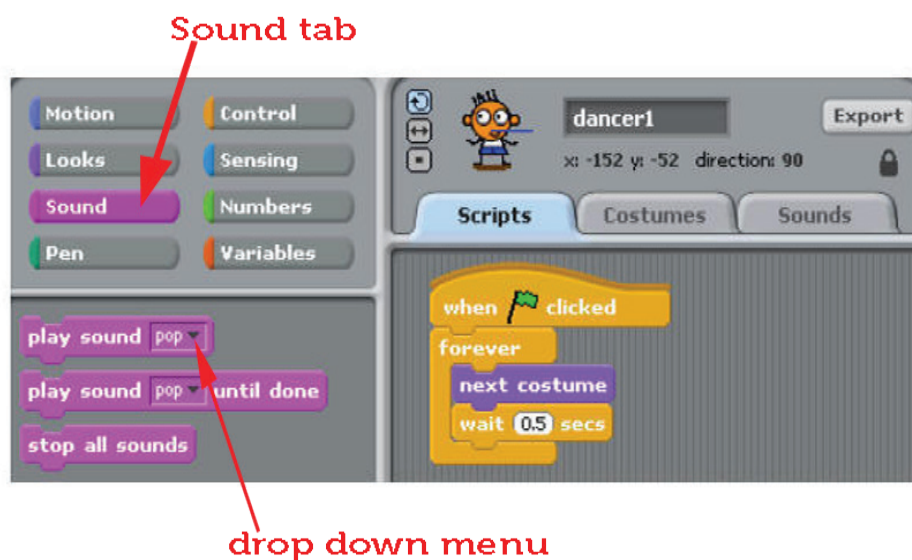 Sound tab
Motion
Control
Looks
Sensing
Sound
Numbers
Pen
Variables
play sound pop
play sound pop until done
stop all sounds
dancer1
Export
x: -152 y: -52 direction: 90
Scripts
Costumes
Sounds
when clicked
forever
next costume
wait 0.5 secs
drop down menu